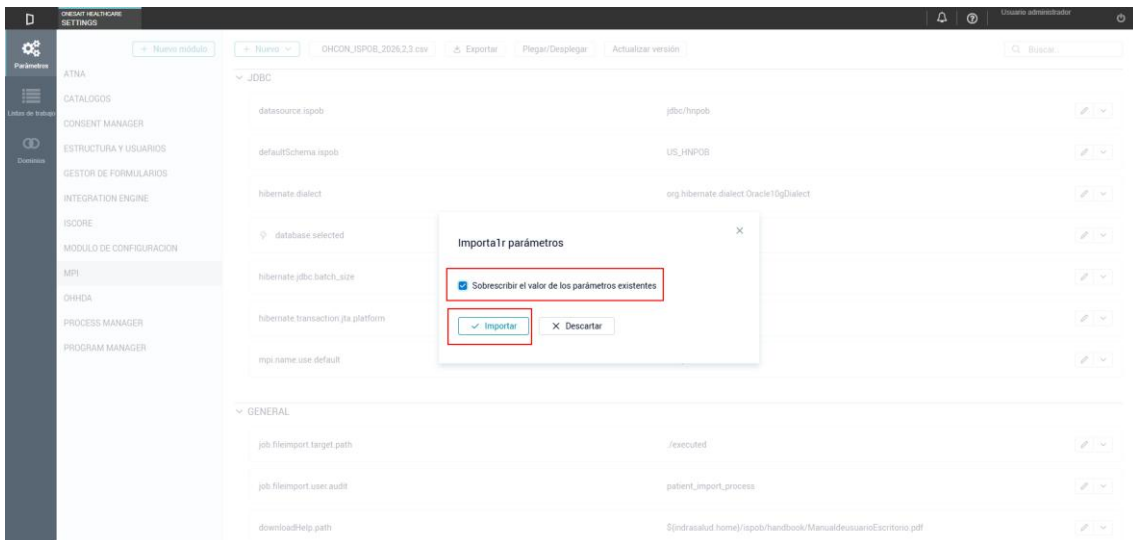 ONESAIT HEALTHCARE
SETTINGS
Usuario administrador
Parámetros
Listas de trabajo
Dominios
+ Nuevo módulo
ATNA
CATALOGOS
CONSENT MANAGER
ESTRUCTURA Y USUARIOS
GESTOR DE FORMULARIOS
INTEGRATION ENGINE
ISCORE
MODULO DE CONFIGURACION
MPI
OHHDA
PROCESS MANAGER
PROGRAM MANAGER
+ Nuevo OHCON_ISPOB_2026,2,3.csv Exportar Plegar/Desplegar Actualizar versión Buscar...
JDBC
datasource.ispob jdbc/hnpob
defaultSchema.ispob US_HNPOB
hibernate.dialect org.hibernate.dialect.Oracle10gDialect
database.selected
hibernate.jdbc.batch_size
hibernate.transaction.jta.platform
mpi.name.use.default
Importa1r parámetros
Sobrescribir el valor de los parámetros existentes
Importar Descartar
GENERAL
job.fileimport.target.path ./executed
job.fileimport.user.audit patient_import_process
downloadHelp.path ${indrasalud.home}/ispob/handbook/ManualdeusuarioEscritorio.pdf